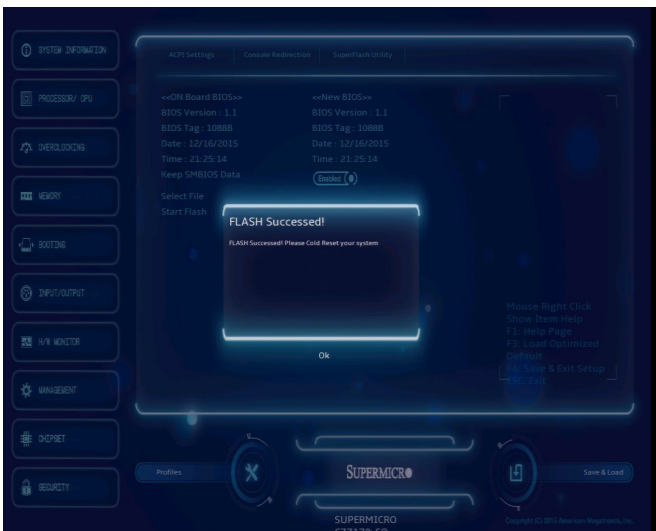 SYSTEM INFORMATION
PROCESSOR/ CPU
OVERCLOCKING
MEMORY
BOOTING
INPUT/OUTPUT
H/W MONITOR
MANAGEMENT
CHIPSET
SECURITY
ACPI Settings
Console Redirection
SuperFlash Utility
<<ON Board BIOS>>
<<New BIOS>>
BIOS Version : 1.1
BIOS Version : 1.1
BIOS Tag : 1088B
BIOS Tag : 1088B
Date : 12/16/2015
Date : 12/16/2015
Time : 21:25:14
Time : 21:25:14
Keep SMBIOS Data
Enabled
Select File
Start Flash
FLASH Successed!
FLASH Successed! Please Cold Reset your system
Ok
Mouse Right Click
Show Item Help
F1: Help Page
F3: Load Optimized
Default
F4: Save & Exit Setup
ESC: Exit
Profiles
SUPERMICRO
Save & Load
SUPERMICRO
Copyright (C) 2015 American Megatrends, Inc.